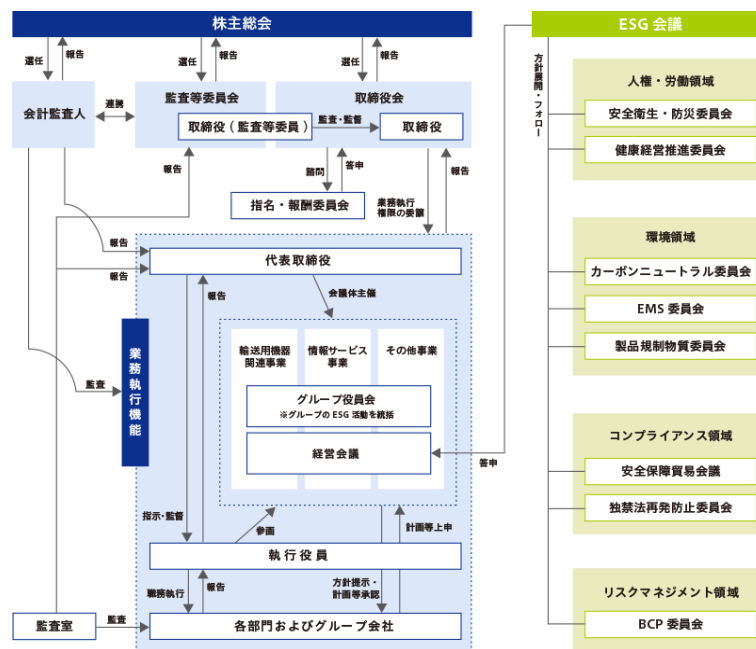 株主総会
ESG 会議
選任
報告
選任
報告
選任
報告
会計監査人
連携
監査等委員会
取締役会
取締役（監査等委員）
監査・監督
取締役
報告
諮問
答申
指名・報酬委員会
業務執行
権限の委譲
報告
報告
代表取締役
報告
報告
会議体主催
業務執行機能
監査
輸送用機器
関連事業
情報サービス
事業
その他事業
グループ役員会
※グループの ESG 活動を統括
経営会議
答申
指示・監督
参画
計画等上申
執行役員
職務執行
報告
方針提示・
計画等承認
監査室
監査
各部門およびグループ会社
方針展開・フォロー
人権・労働領域
安全衛生・防災委員会
健康経営推進委員会
環境領域
カーボンニュートラル委員会
EMS 委員会
製品規制物質委員会
コンプライアンス領域
安全保障貿易会議
独禁法再発防止委員会
リスクマネジメント領域
BCP 委員会